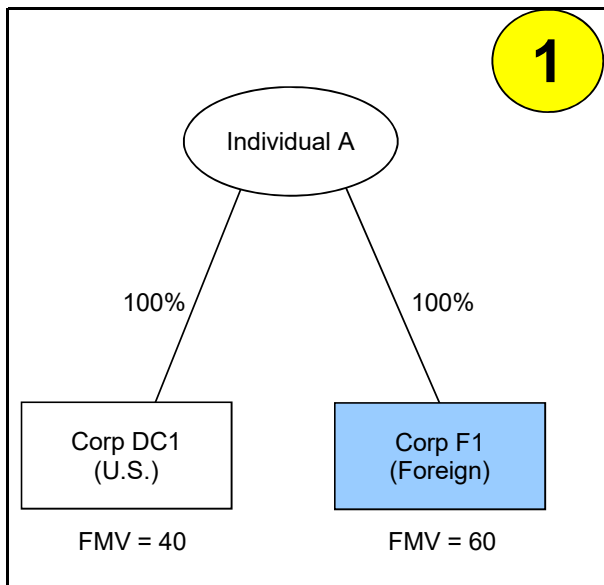 1
Individual A
100%
100%
Corp DC1
(U.S.)
Corp F1
(Foreign)
FMV = 40
FMV = 60